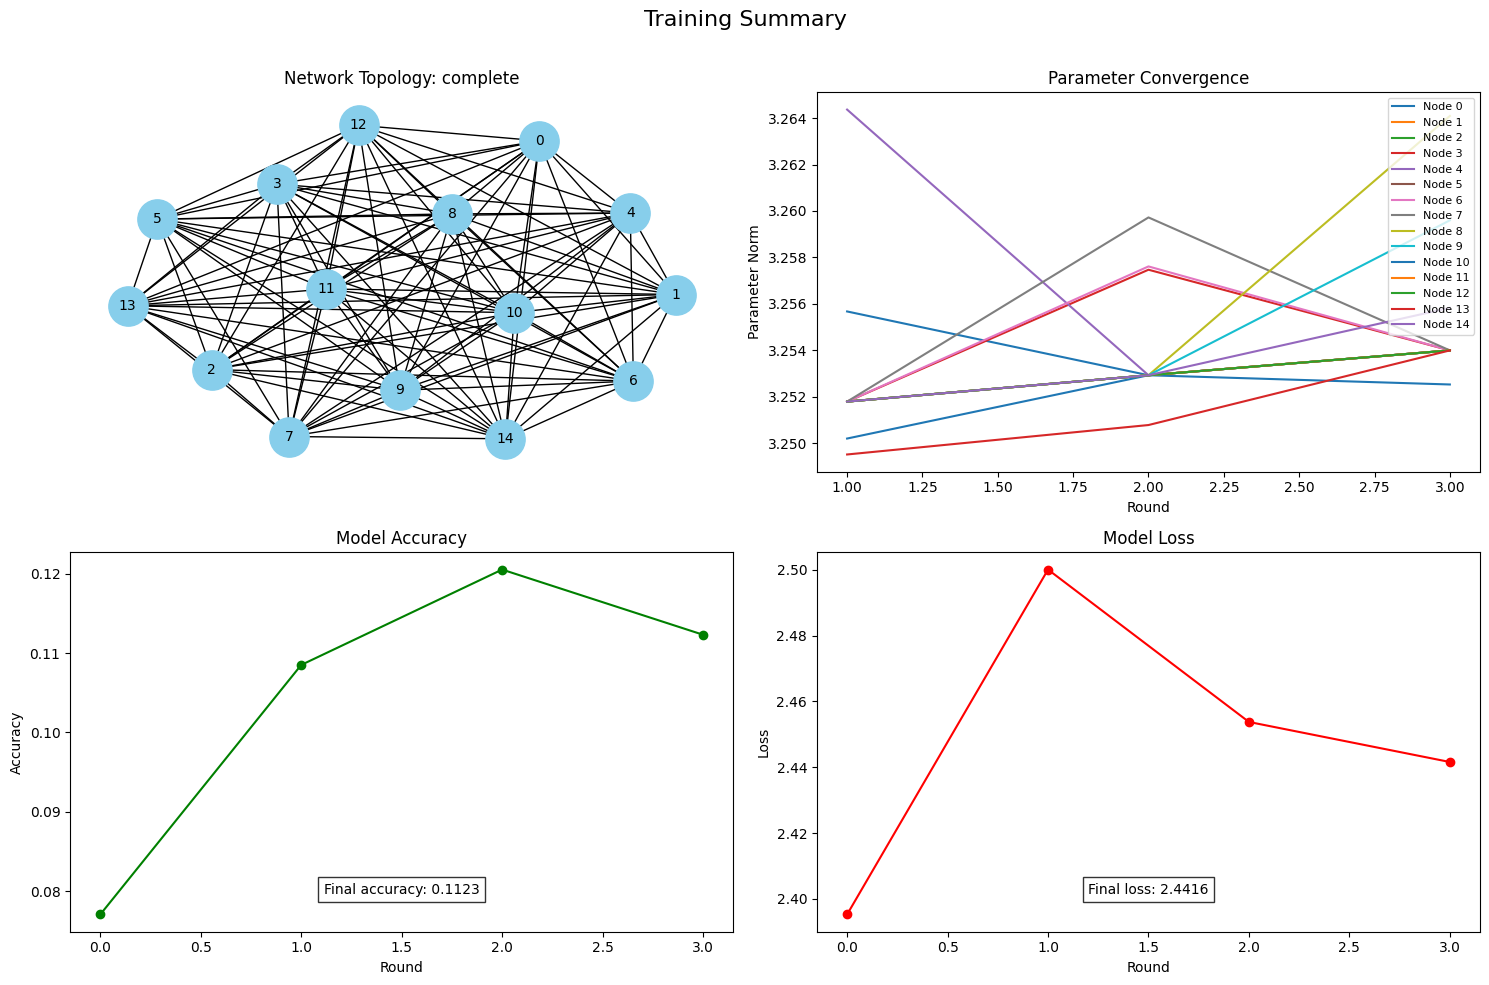 Training Summary
Network Topology: complete
12
0
3
8
4
5
11
1
13
10
2
9
6
7
14
Parameter Convergence
Parameter Norm
3.264
3.262
3.260
3.258
3.256
3.254
3.252
3.250
Node 0
Node 1
Node 2
Node 3
Node 4
Node 5
Node 6
Node 7
Node 8
Node 9
Node 10
Node 11
Node 12
Node 13
Node 14
1.00 1.25 1.50 1.75 2.00 2.25 2.50 2.75 3.00
Round
Model Accuracy
Accuracy
0.12
0.11
0.10
0.09
0.08
Final accuracy: 0.1123
0.0 0.5 1.0 1.5 2.0 2.5 3.0
Round
Model Loss
Loss
2.50
2.48
2.46
2.44
2.42
2.40
Final loss: 2.4416
0.0 0.5 1.0 1.5 2.0 2.5 3.0
Round